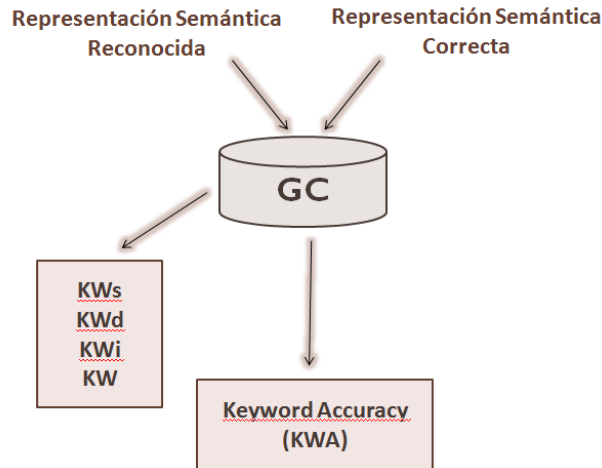 Representación Semántica
Reconocida
Representación Semántica
Correcta
GC
KWs
KWd
KWi
KW
Keyword Accuracy
(KWA)